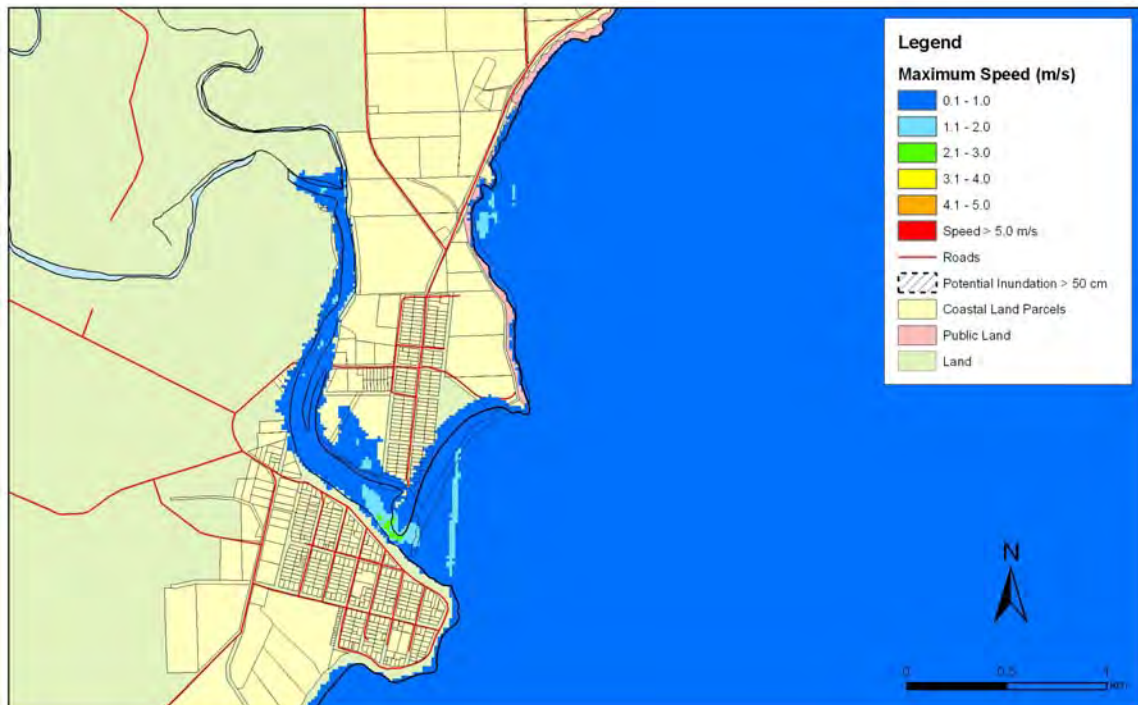 Legend
Maximum Speed (m/s)
0.1 - 1.0
1.1 - 2.0
2.1 - 3.0
3.1 - 4.0
4.1 - 5.0
Speed > 5.0 m/s
Roads
Potential Inundation > 50 cm
Coastal Land Parcels
Public Land
Land
N
0 0.5 1